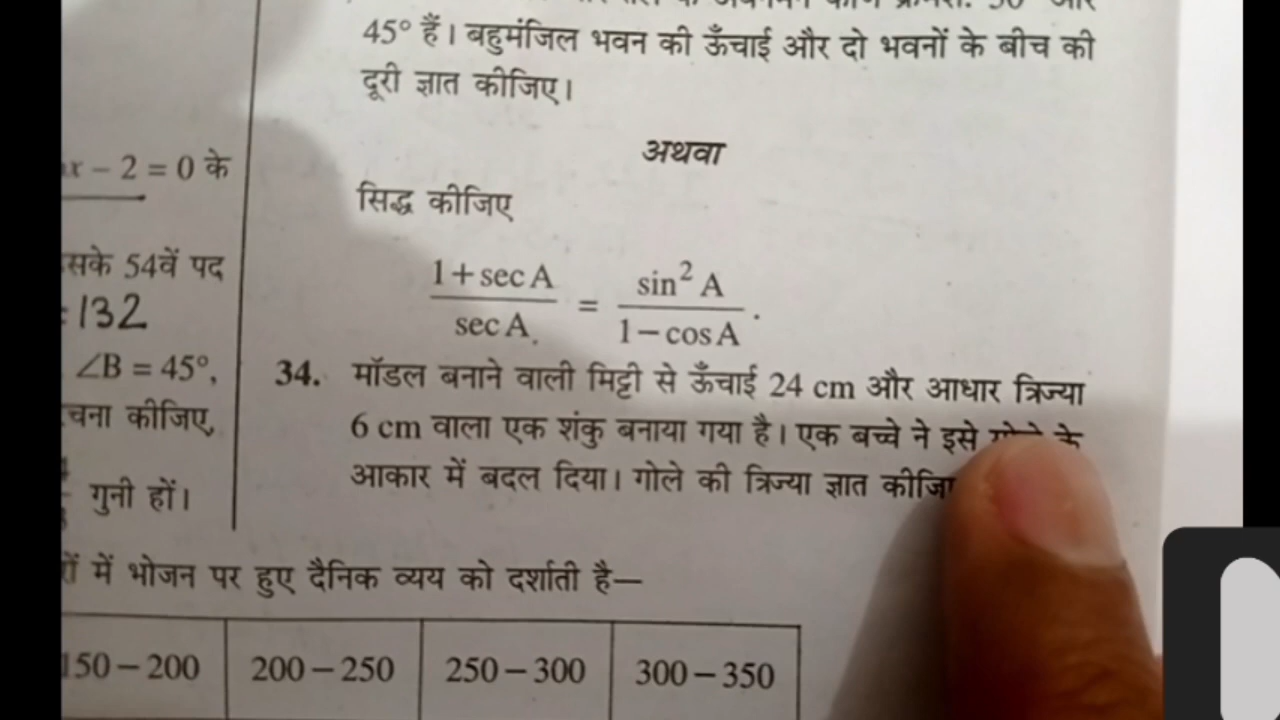 45° हैं। बहुमंजिल भवन की ऊँचाई और दो भवनों के बीच की
दूरी ज्ञात कीजिए।
अथवा
सिद्ध कीजिए
1+sec A / sec A = sin² A / 1−cos A.
34. मॉडल बनाने वाली मिट्टी से ऊँचाई 24 cm और आधार त्रिज्या
6 cm वाला एक शंकु बनाया गया है। एक बच्चे ने इसे के
आकार में बदल दिया। गोले की त्रिज्या ज्ञात
x − 2 = 0 के
54वें पद
132
∠B = 45°,
कीजिए,
गुनी हों।
में भोजन पर हुए दैनिक व्यय को दर्शाती है—
150−200 200−250 250−300 300−350